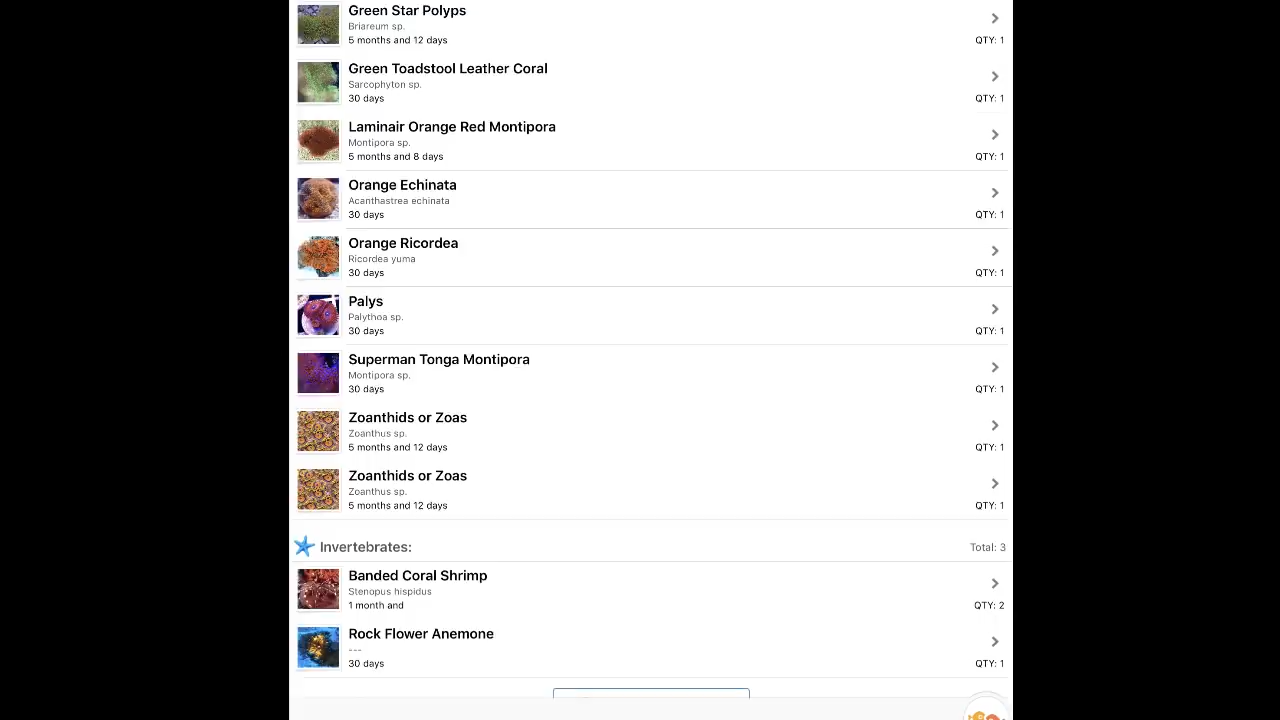 Green Star Polyps
Briareum sp.
5 months and 12 days
QTY: 1
Green Toadstool Leather Coral
Sarcophyton sp.
30 days
QTY: 1
Laminair Orange Red Montipora
Montipora sp.
5 months and 8 days
QTY: 1
Orange Echinata
Acanthastrea echinata
30 days
QTY: 1
Orange Ricordea
Ricordea yuma
30 days
QTY: 1
Palys
Palythoa sp.
30 days
QTY: 1
Superman Tonga Montipora
Montipora sp.
30 days
QTY: 1
Zoanthids or Zoas
Zoanthus sp.
5 months and 12 days
QTY: 1
Zoanthids or Zoas
Zoanthus sp.
5 months and 12 days
QTY: 1
Invertebrates:
Total: 3
Banded Coral Shrimp
Stenopus hispidus
1 month and
QTY: 2
Rock Flower Anemone
---
30 days
QTY: 1